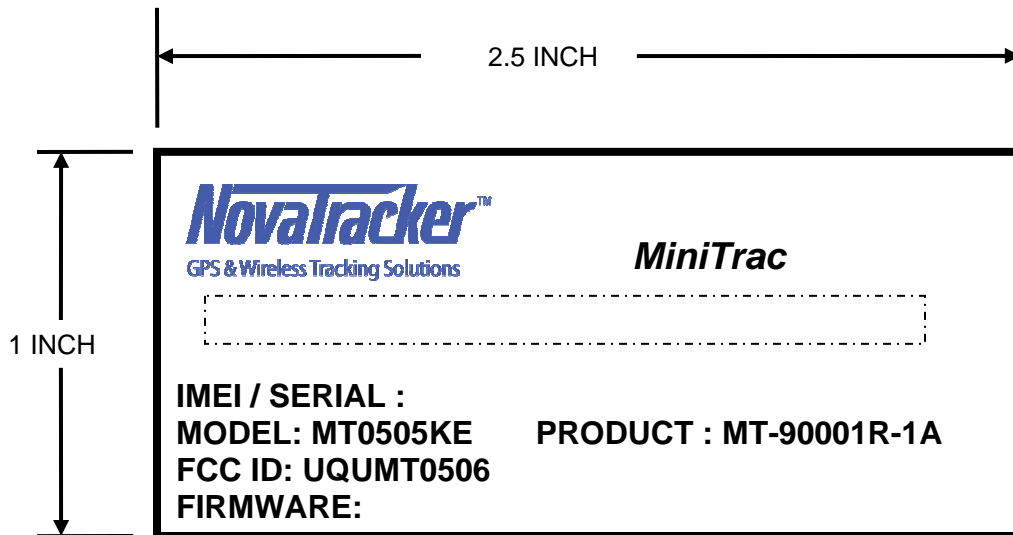 2.5 INCH
NovaTracker™
GPS & Wireless Tracking Solutions
MiniTrac
1 INCH
IMEI / SERIAL :
MODEL: MT0505KE PRODUCT : MT-90001R-1A
FCC ID: UQUMT0506
FIRMWARE: